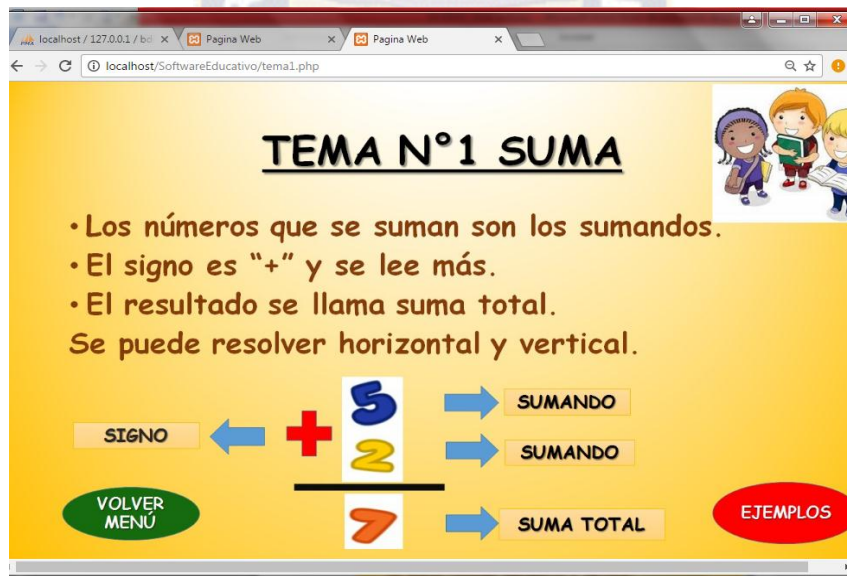 localhost / 127.0.0.1 / bd
Pagina Web
Pagina Web
localhost/SoftwareEducativo/tema1.php
TEMA N°1 SUMA
• Los números que se suman son los sumandos.
• El signo es “+” y se lee más.
• El resultado se llama suma total.
Se puede resolver horizontal y vertical.
5 SUMANDO
SIGNO +
2 SUMANDO
VOLVER
MENÚ
7 SUMA TOTAL
EJEMPLOS